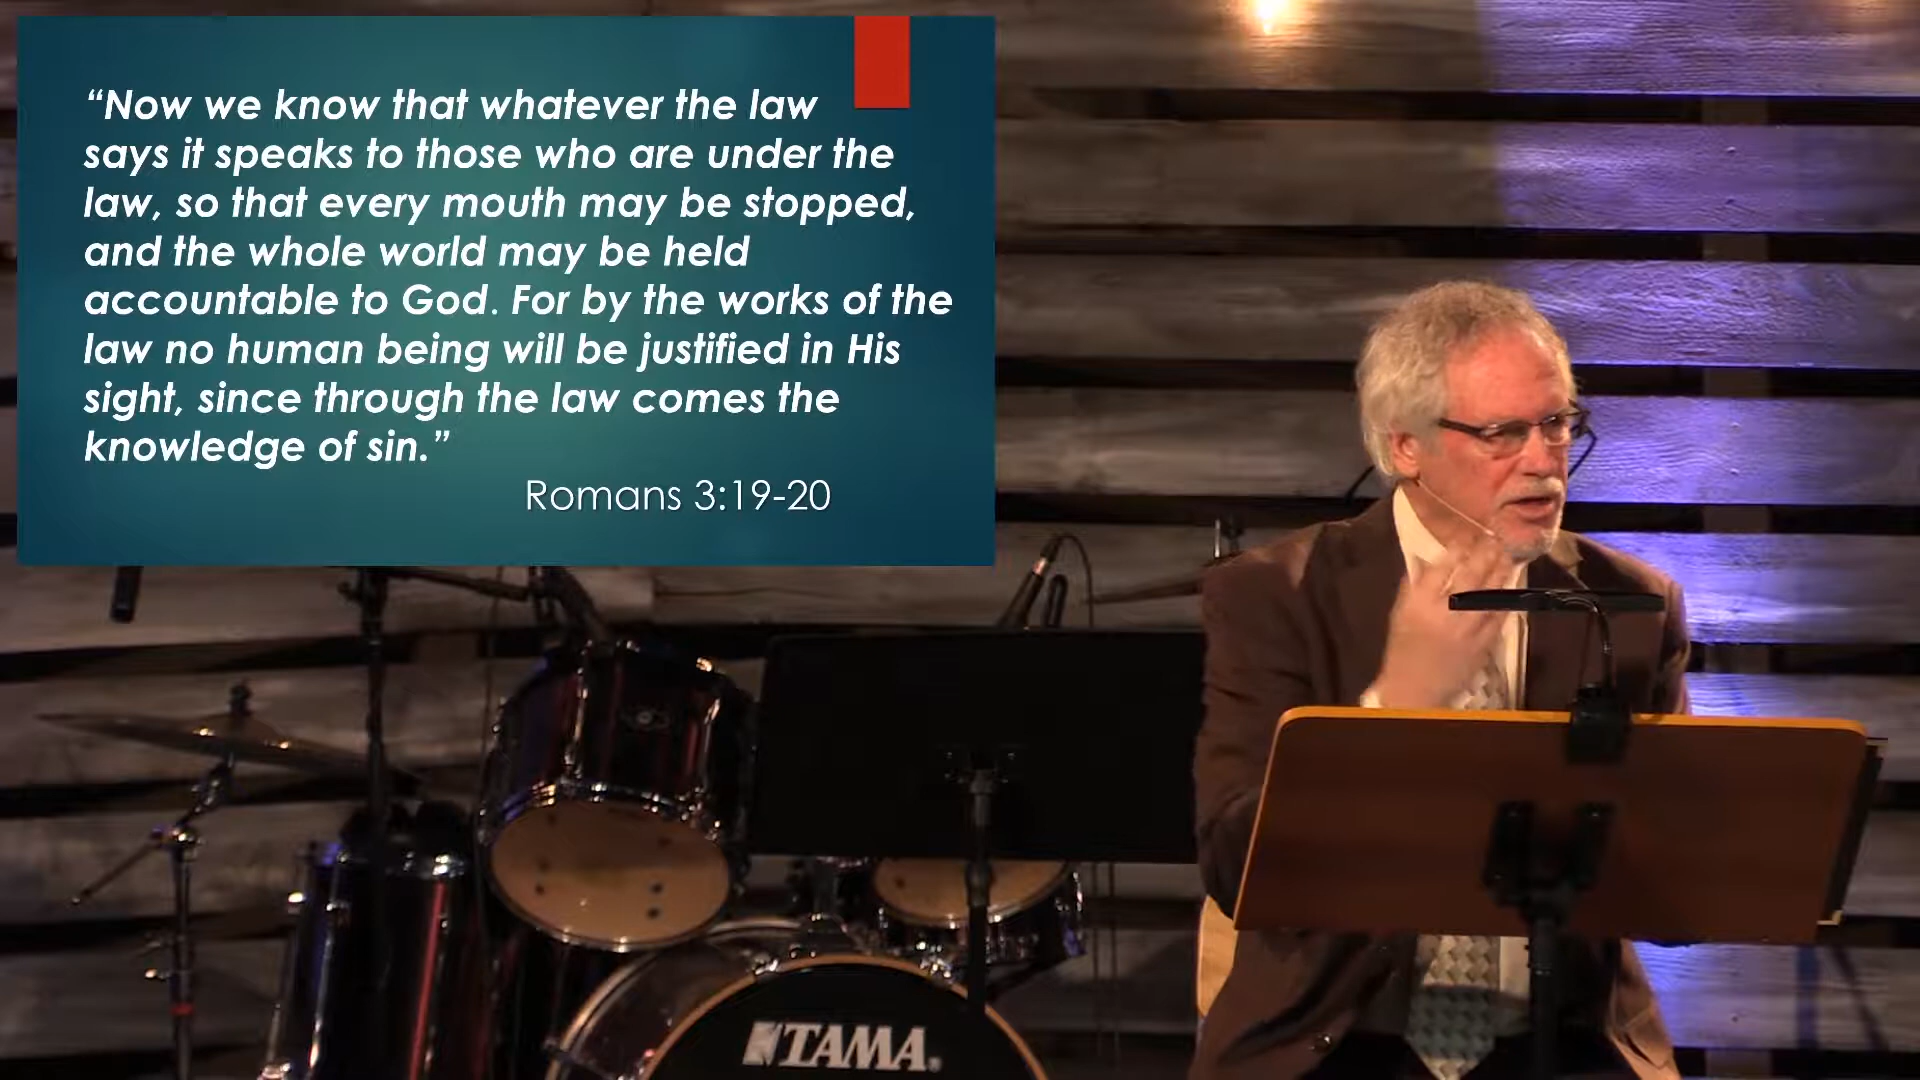 “Now we know that whatever the law
says it speaks to those who are under the
law, so that every mouth may be stopped,
and the whole world may be held
accountable to God. For by the works of the
law no human being will be justified in His
sight, since through the law comes the
knowledge of sin.”
Romans 3:19-20
TAMA.